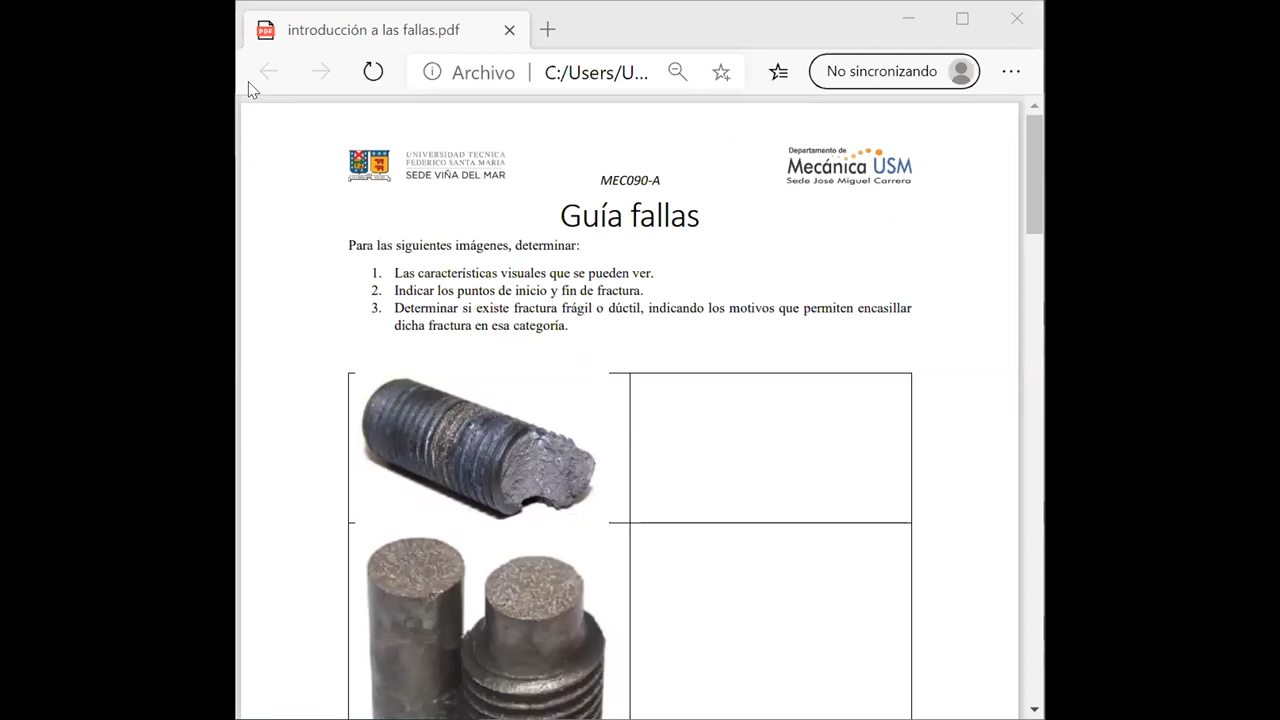 introducción a las fallas.pdf
Archivo | C:/Users/U... No sincronizando
UNIVERSIDAD TECNICA
FEDERICO SANTA MARIA
SEDE VIÑA DEL MAR
Departamento de
Mecánica USM
Sede José Miguel Carrera
MEC090-A
Guía fallas
Para las siguientes imágenes, determinar:
1. Las características visuales que se pueden ver.
2. Indicar los puntos de inicio y fin de fractura.
3. Determinar si existe fractura frágil o dúctil, indicando los motivos que permiten encasillar
dicha fractura en esa categoría.